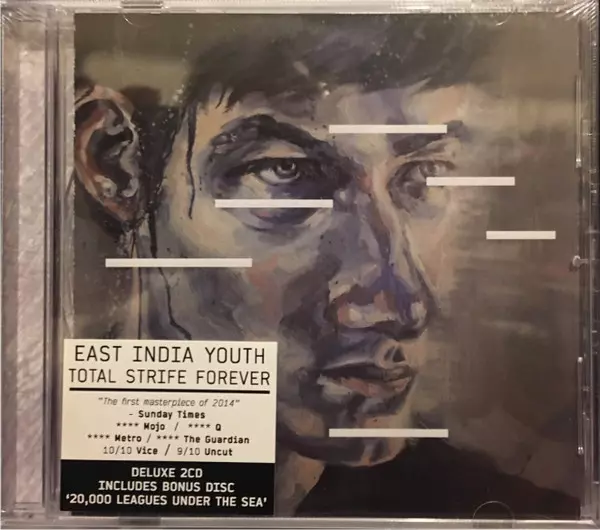 EAST INDIA YOUTH
TOTAL STRIFE FOREVER
"The first masterpiece of 2014"
- Sunday Times
**** Mojo / **** Q
**** Metro / **** The Guardian
10/10 Vice / 9/10 Uncut
DELUXE 2CD
INCLUDES BONUS DISC
'20,000 LEAGUES UNDER THE SEA'